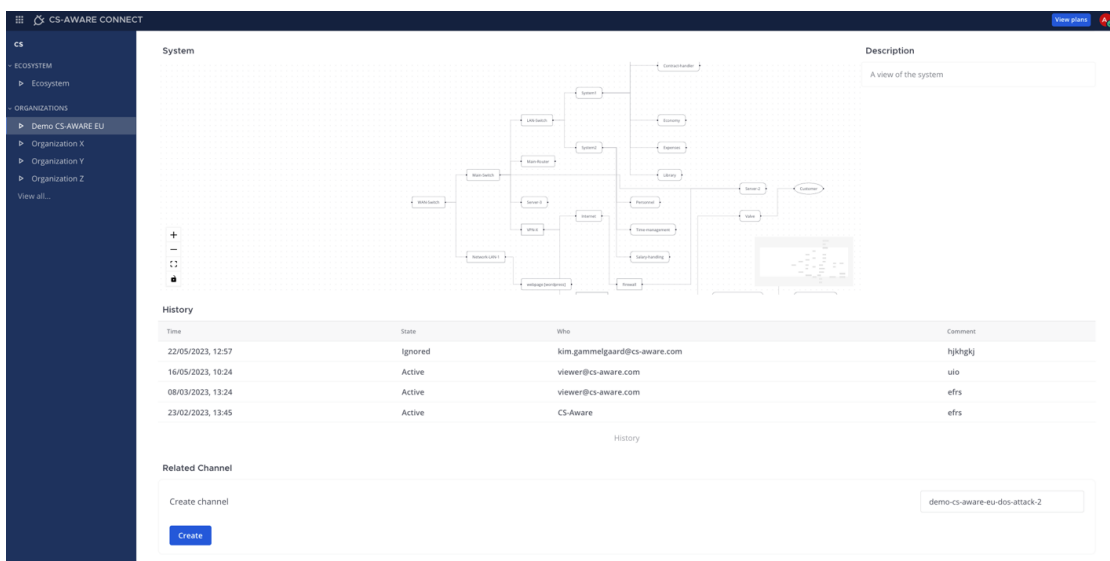 CS-AWARE CONNECT
View plans
A
CS
ECOSYSTEM
Ecosystem
ORGANIZATIONS
Demo CS-AWARE EU
Organization X
Organization Y
Organization Z
View all...
System
Contract-handler
System1
LAN-Switch
Economy
System2
Expenses
Main-Router
Main-Switch
Library
Server-2
Customer
WAN-Switch
Server-3
Personnel
Internet
Valve
VPN-X
Time management
Network-LAN-1
Salary-handling
webpage (wordpress)
Firewall
Description
A view of the system
History
Time State Who Comment
22/05/2023, 12:57 Ignored kim.gammelgaard@cs-aware.com hjkhgkj
16/05/2023, 10:24 Active viewer@cs-aware.com uio
08/03/2023, 13:24 Active viewer@cs-aware.com efrs
23/02/2023, 13:45 Active CS-Aware efrs
History
Related Channel
Create channel demo-cs-aware-eu-dos-attack-2
Create